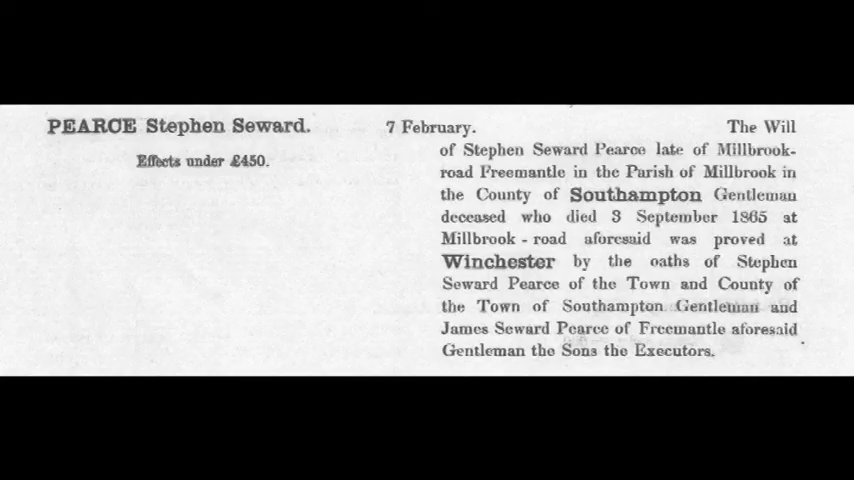 PEARCE Stephen Seward. 7 February. The Will
Effects under £450.
of Stephen Seward Pearce late of Millbrook-
road Freemantle in the Parish of Millbrook in
the County of Southampton Gentleman
deceased who died 3 September 1865 at
Millbrook - road aforesaid was proved at
Winchester by the oaths of Stephen
Seward Pearce of the Town and County of
the Town of Southampton Gentleman and
James Seward Pearce of Freemantle aforesaid
Gentleman the Sons the Executors.